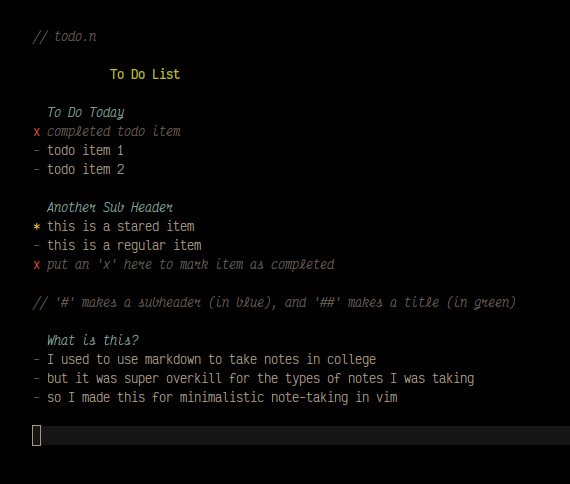 // todo.n
To Do List
To Do Today
x completed todo item
- todo item 1
- todo item 2
Another Sub Header
* this is a stared item
- this is a regular item
x put an 'x' here to mark item as completed
// '#' makes a subheader (in blue), and '##' makes a title (in green)
What is this?
- I used to use markdown to take notes in college
- but it was super overkill for the types of notes I was taking
- so I made this for minimalistic note-taking in vim